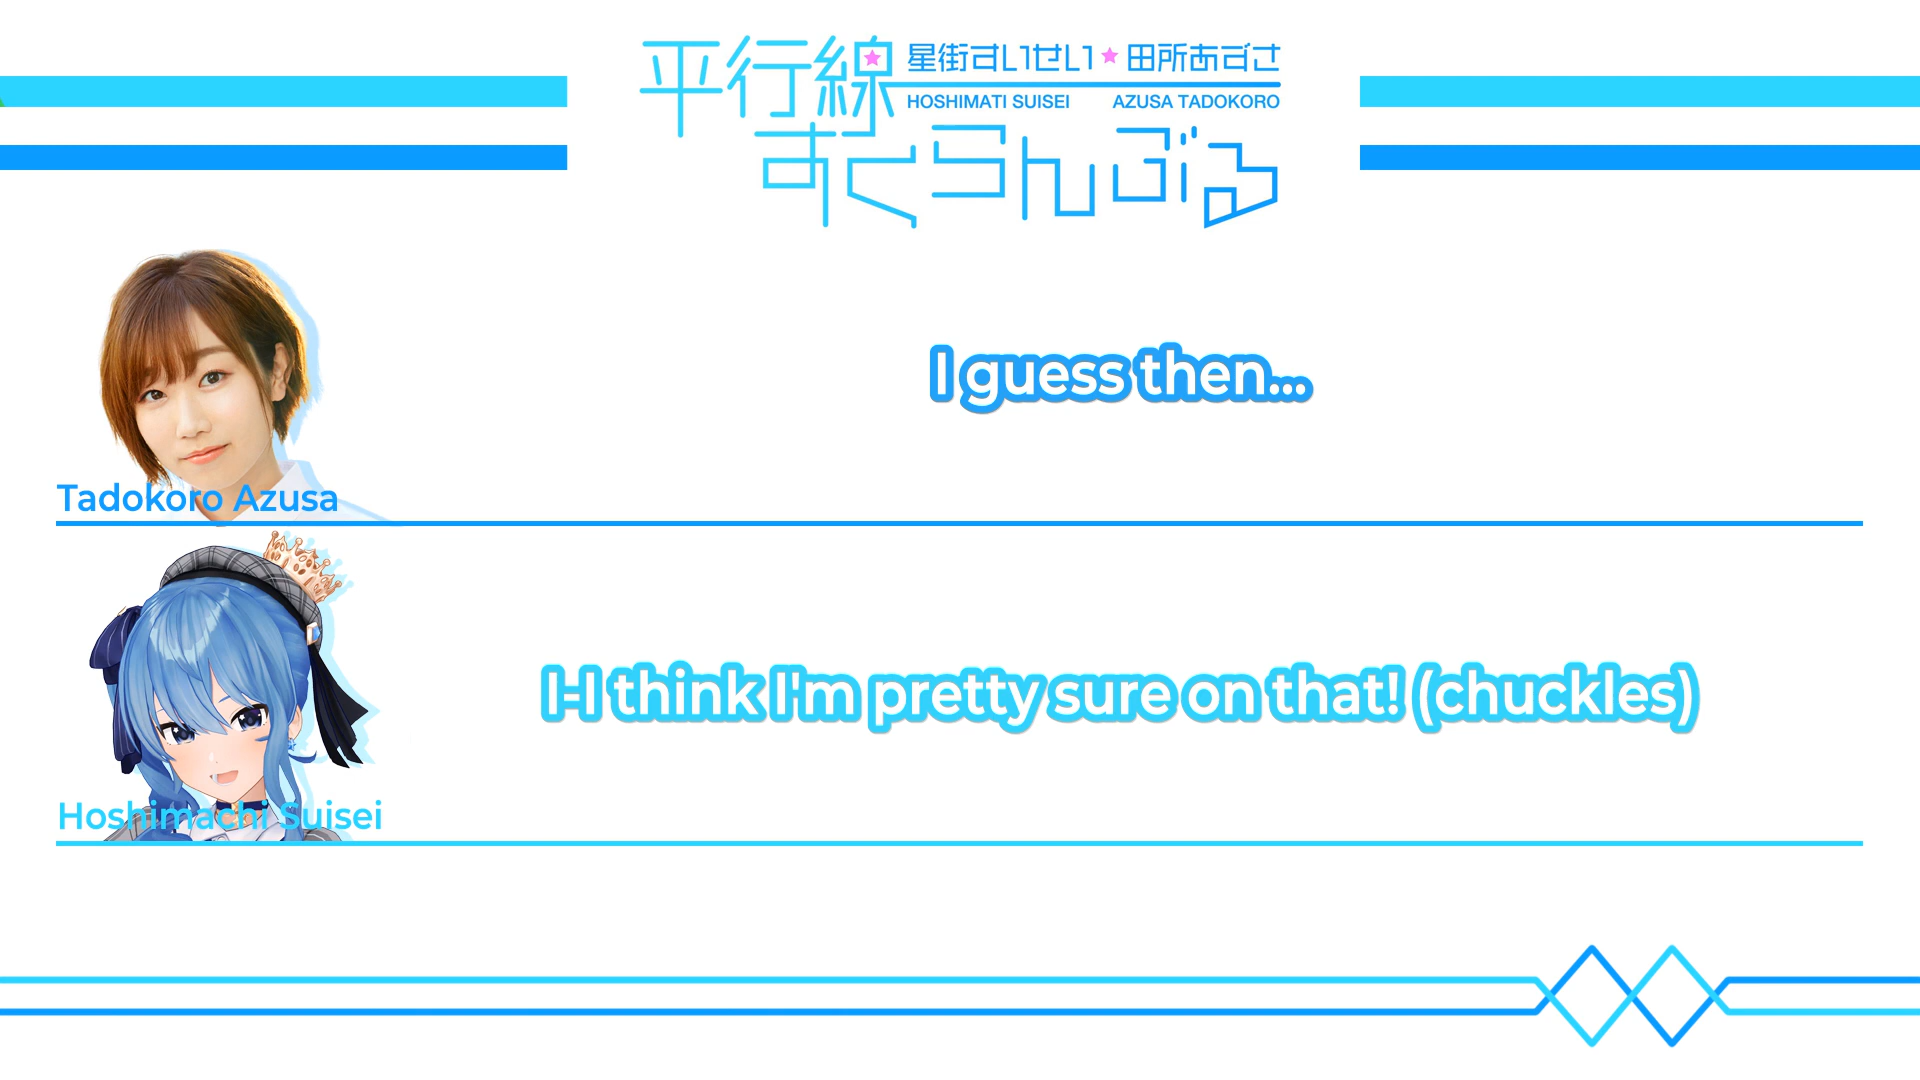 平行線
星街すいせい★田所あずさ
HOSHIMATI SUISEI AZUSA TADOKORO
すくらんぶる
I guess then...
Tadokoro Azusa
I-I think I'm pretty sure on that! (chuckles)
Hoshimachi Suisei